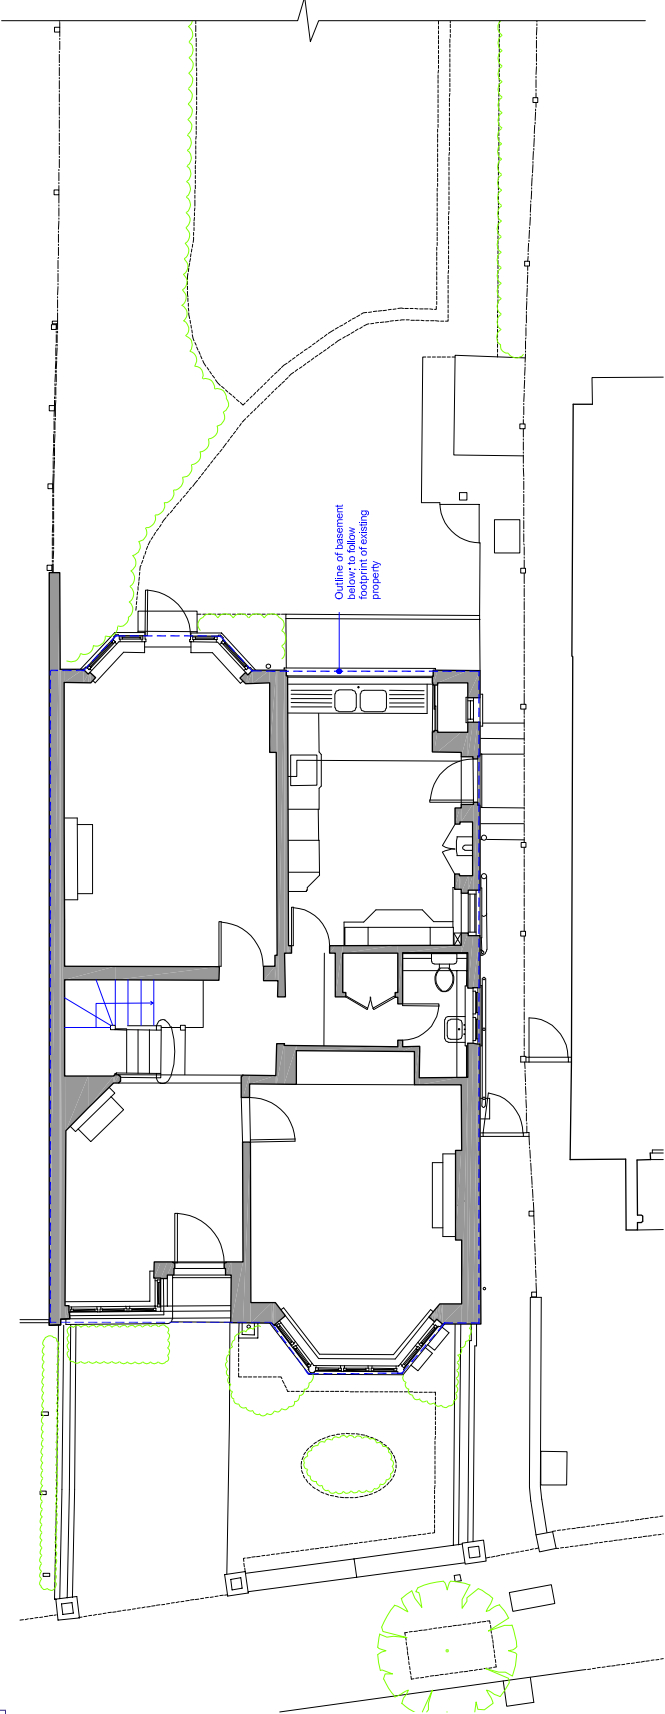 Outline of basement
below; to follow
footprint of existing
property